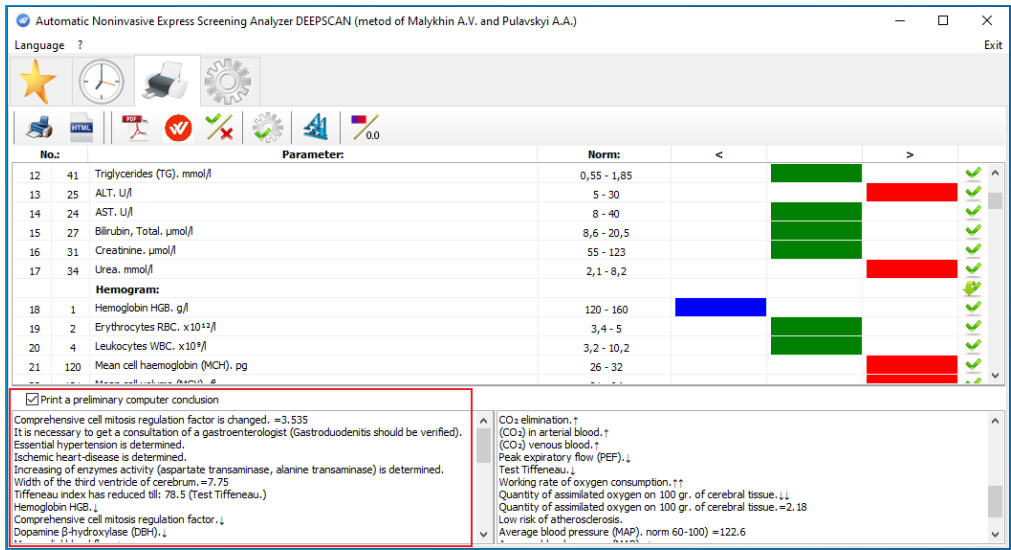 Automatic Noninvasive Express Screening Analyzer DEEPSCAN (metod of Malykhin A.V. and Pulavskyi A.A.)
Language ? Exit
HTML PDF 0.0
No.: Parameter: Norm: < >
12 41 Triglycerides (TG). mmol/l 0,55 - 1,85
13 25 ALT. U/l 5 - 30
14 24 AST. U/l 8 - 40
15 27 Bilirubin, Total. µmol/l 8,6 - 20,5
16 31 Creatinine. µmol/l 55 - 123
17 34 Urea. mmol/l 2,1 - 8,2
Hemogram:
18 1 Hemoglobin HGB. g/l 120 - 160
19 2 Erythrocytes RBC. x10¹²/l 3,4 - 5
20 4 Leukocytes WBC. x10⁹/l 3,2 - 10,2
21 120 Mean cell haemoglobin (MCH). pg 26 - 32
Mean cell volume (MCV). fl
Print a preliminary computer conclusion
Comprehensive cell mitosis regulation factor is changed. =3.535
It is necessary to get a consultation of a gastroenterologist (Gastroduodenitis should be verified).
Essential hypertension is determined.
Ischemic heart-disease is determined.
Increasing of enzymes activity (aspartate transaminase, alanine transaminase) is determined.
Width of the third ventricle of cerebrum.=7.75
Tiffeneau index has reduced till: 78.5 (Test Tiffeneau.)
Hemoglobin HGB.↓
Comprehensive cell mitosis regulation factor.↓
Dopamine β-hydroxylase (DBH).↓
CO₂ elimination.↑
(CO₂) in arterial blood.↑
(CO₂) venous blood.↑
Peak expiratory flow (PEF).↓
Test Tiffeneau.↓
Working rate of oxygen consumption.↑↑
Quantity of assimilated oxygen on 100 gr. of cerebral tissue.↓↓
Quantity of assimilated oxygen on 100 gr. of cerebral tissue.=2.18
Low risk of atherosclerosis.
Average blood pressure (MAP). norm 60-100) =122.6